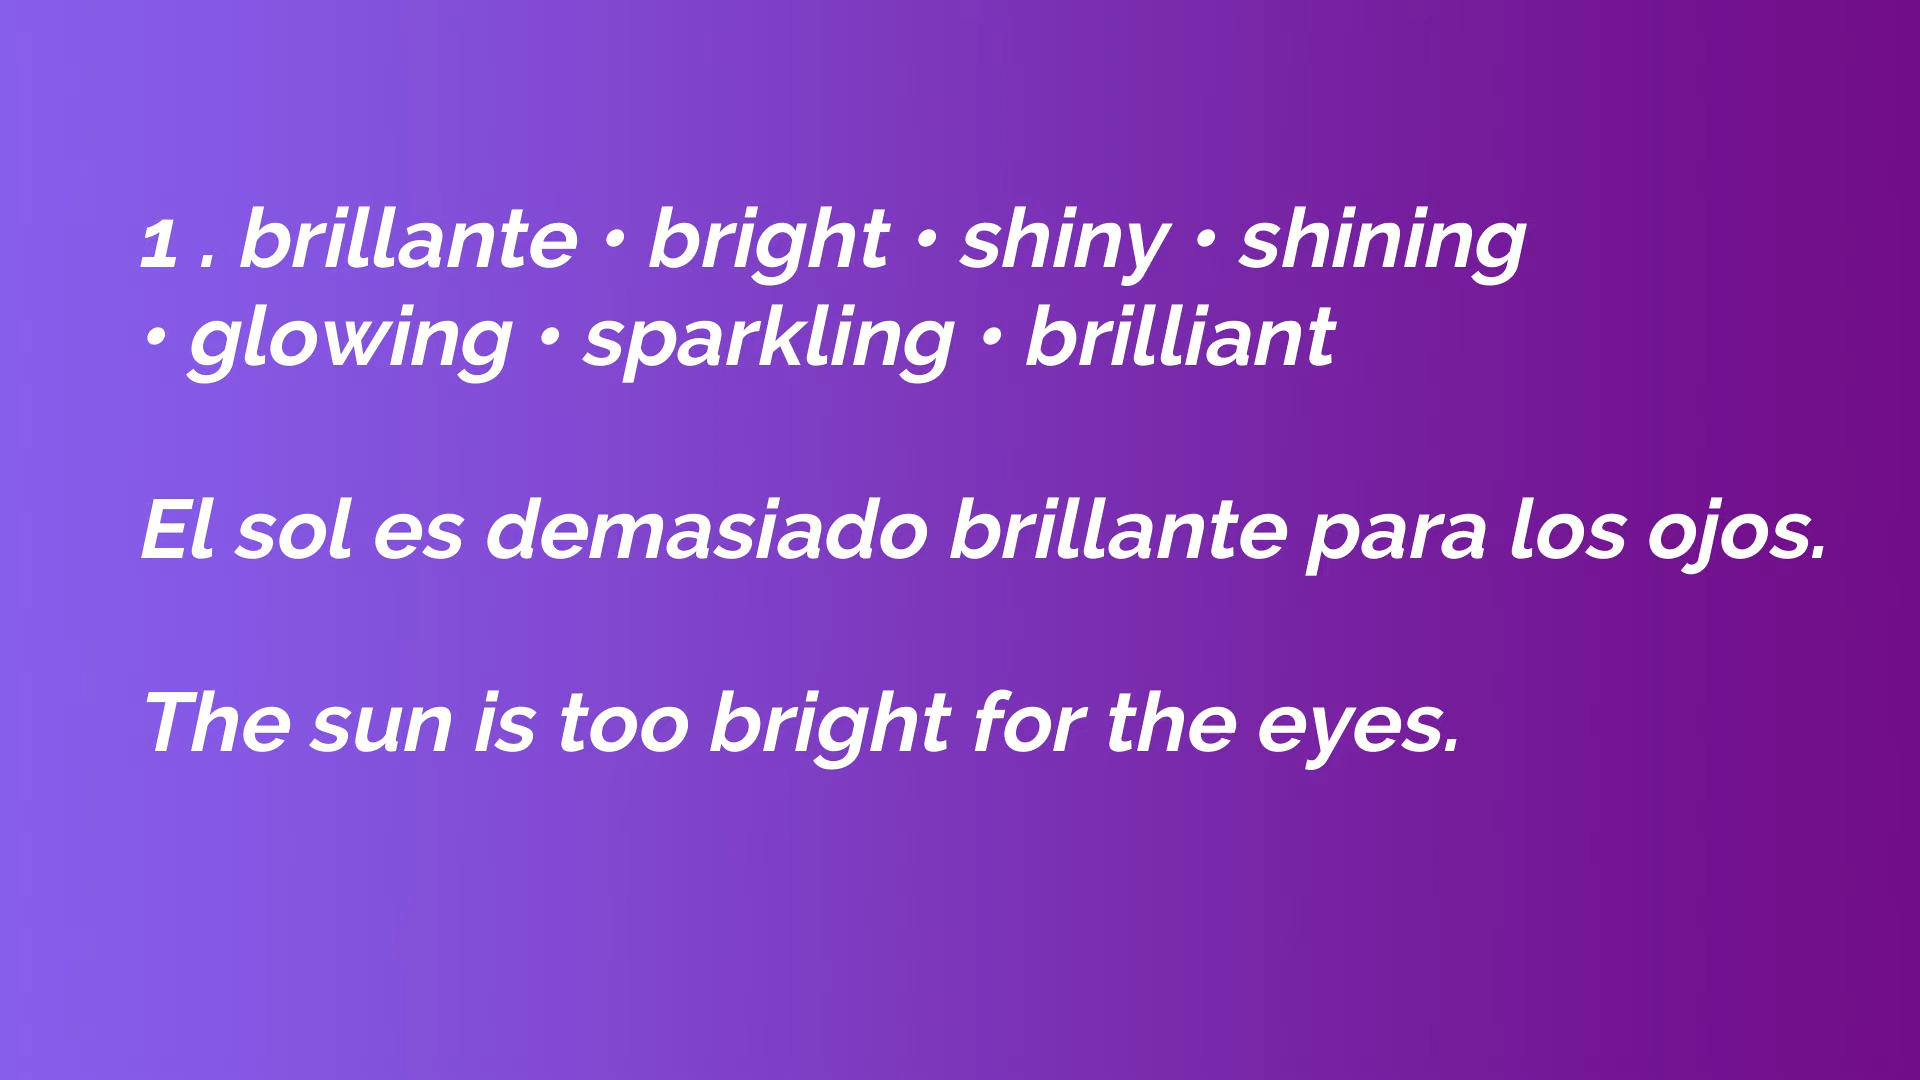 1 . brillante • bright • shiny • shining
• glowing • sparkling • brilliant
El sol es demasiado brillante para los ojos.
The sun is too bright for the eyes.